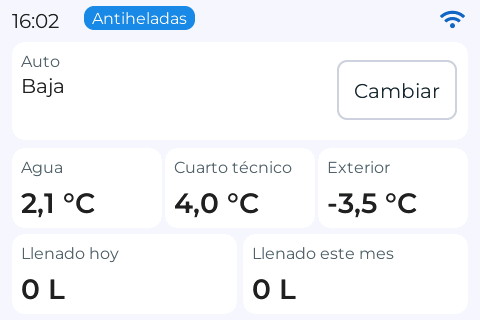 16:02 Antiheladas
Auto
Baja
Cambiar
Agua
2,1 °C
Cuarto técnico
4,0 °C
Exterior
-3,5 °C
Llenado hoy
0 L
Llenado este mes
0 L